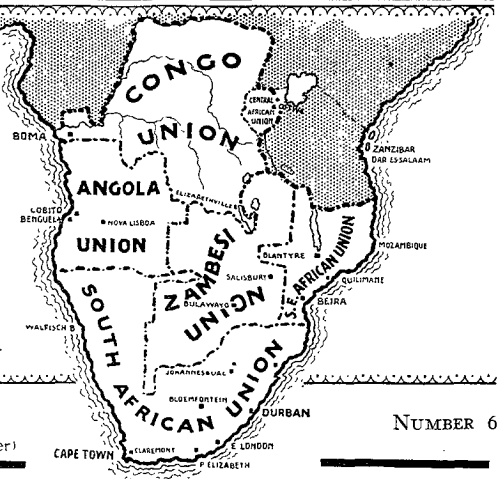 CONGO
UNION
CENTRAL
AFRICAN
UNION
BOMA
ZANZIBAR
DAR ESSALAAM
ANGOLA
UNION
ELIZABETHVILLE
LOBITO
BENGUELA
NOVA LISBOA
MOZAMBIQUE
BLANTYRE
S.E. AFRICAN UNION
ZAMBESI
UNION
SALISBURY
BULAWAYO
QUILIMANE
BEIRA
WALFISCH B
SOUTH AFRICAN UNION
JOHANNESBURG
BLOEMFONTEIN
DURBAN
CAPE TOWN
CLAREMONT
E LONDON
P ELIZABETH
NUMBER 6
er)